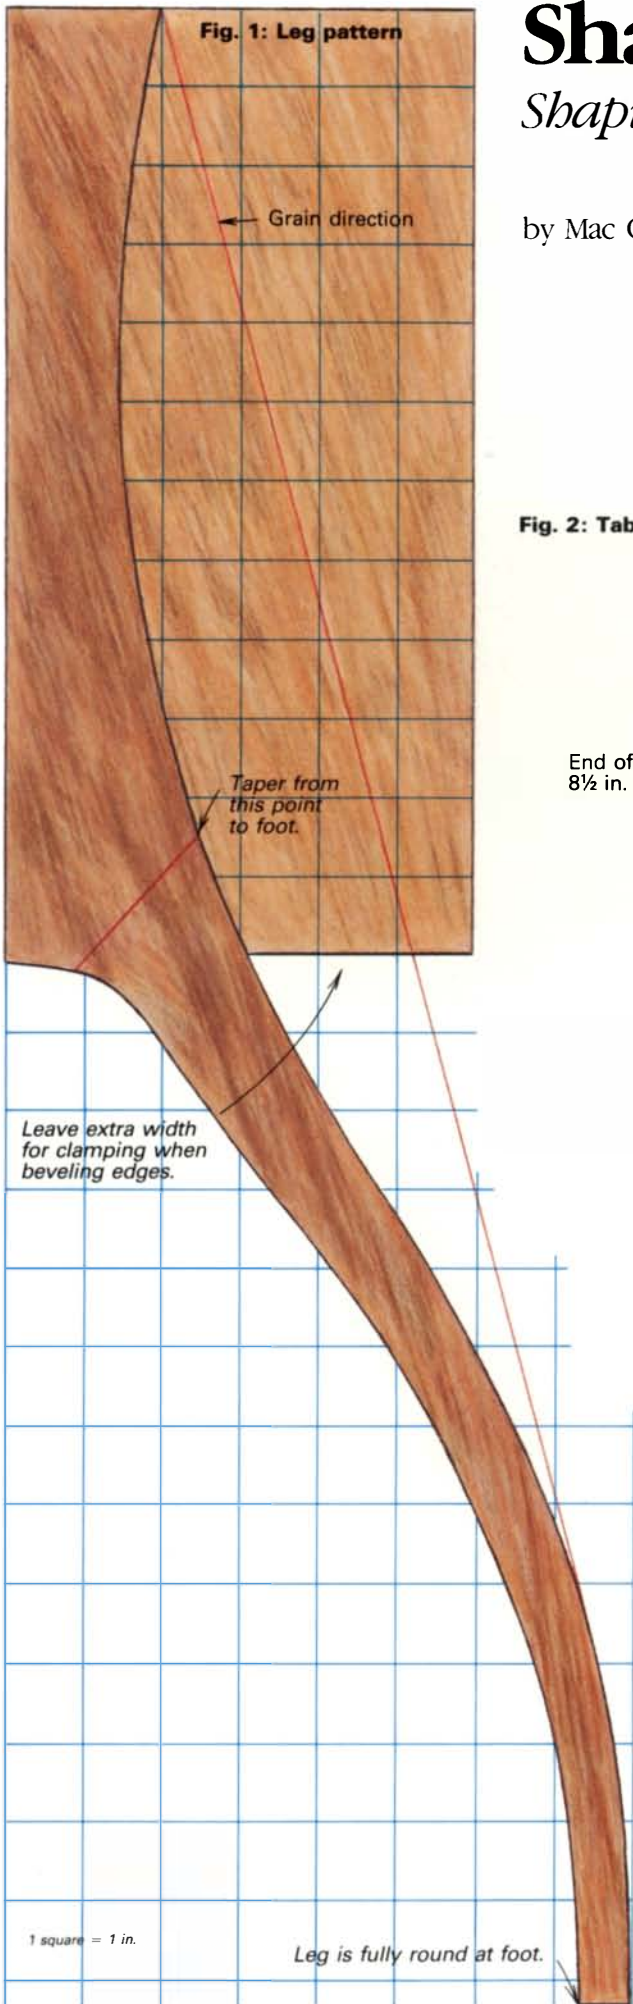 Fig. 1: Leg pattern
Grain direction
Taper from
this point
to foot.
Leave extra width
for clamping when
beveling edges.
1 square = 1 in.
Leg is fully round at foot.
Sha
Shapi
by Mac
Fig. 2: Tab
End of
8½ in.